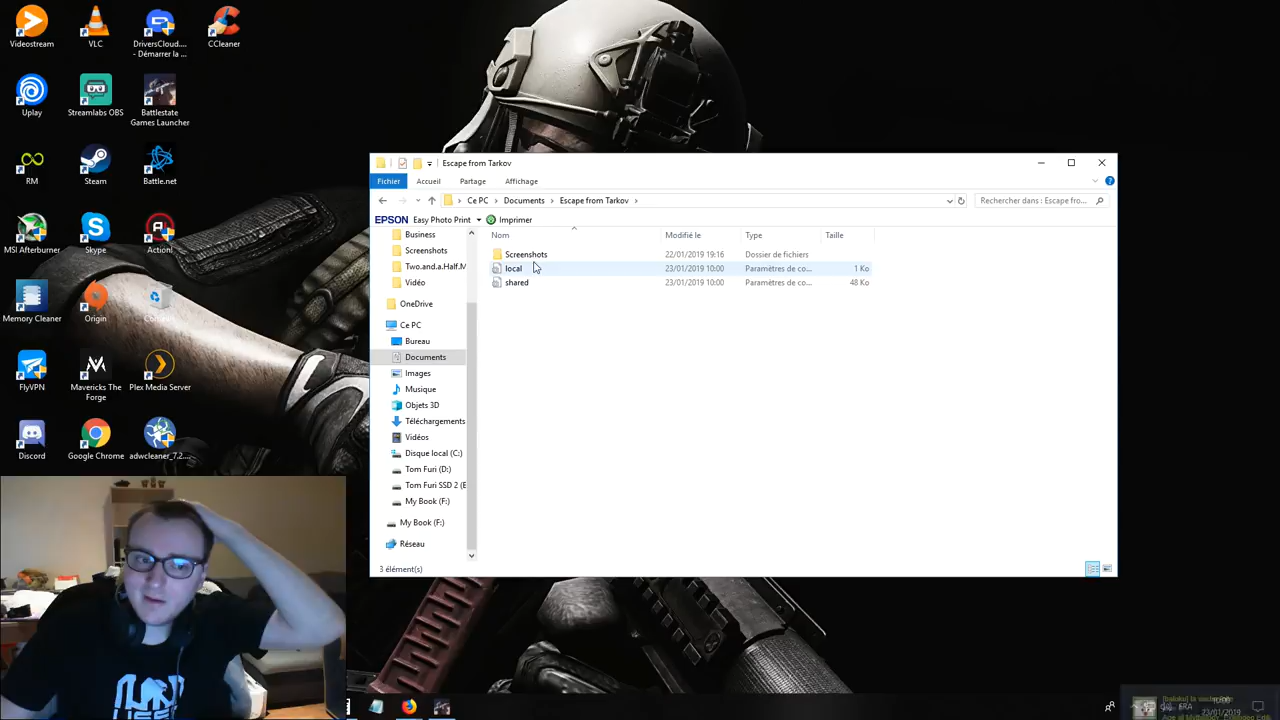 Videostream
VLC
DriversCloud....
- Démarrer la ...
CCleaner
Uplay
Streamlabs OBS
Battlestate
Games Launcher
RM
Steam
Battle.net
MSI Afterburner
Skype
Action!
Memory Cleaner
Origin
FlyVPN
Mavericks The
Forge
Plex Media Server
Discord
Google Chrome
adwcleaner_7.2....
Escape from Tarkov
Fichier
Accueil
Partage
Affichage
Ce PC > Documents > Escape from Tarkov >
Rechercher dans : Escape fro...
EPSON Easy Photo Print
Imprimer
Business
Screenshots
Two.and.a.Half.M
Vidéo
OneDrive
Ce PC
Bureau
Documents
Images
Musique
Objets 3D
Téléchargements
Vidéos
Disque local (C:)
Tom Furi (D:)
Tom Furi SSD 2 (E
My Book (F:)
My Book (F:)
Réseau
Nom Modifié le Type Taille
Screenshots 22/01/2019 19:16 Dossier de fichiers
local 23/01/2019 10:00 Paramètres de co... 1 Ko
shared 23/01/2019 10:00 Paramètres de co... 48 Ko
3 élément(s)
FRA
23/01/2019